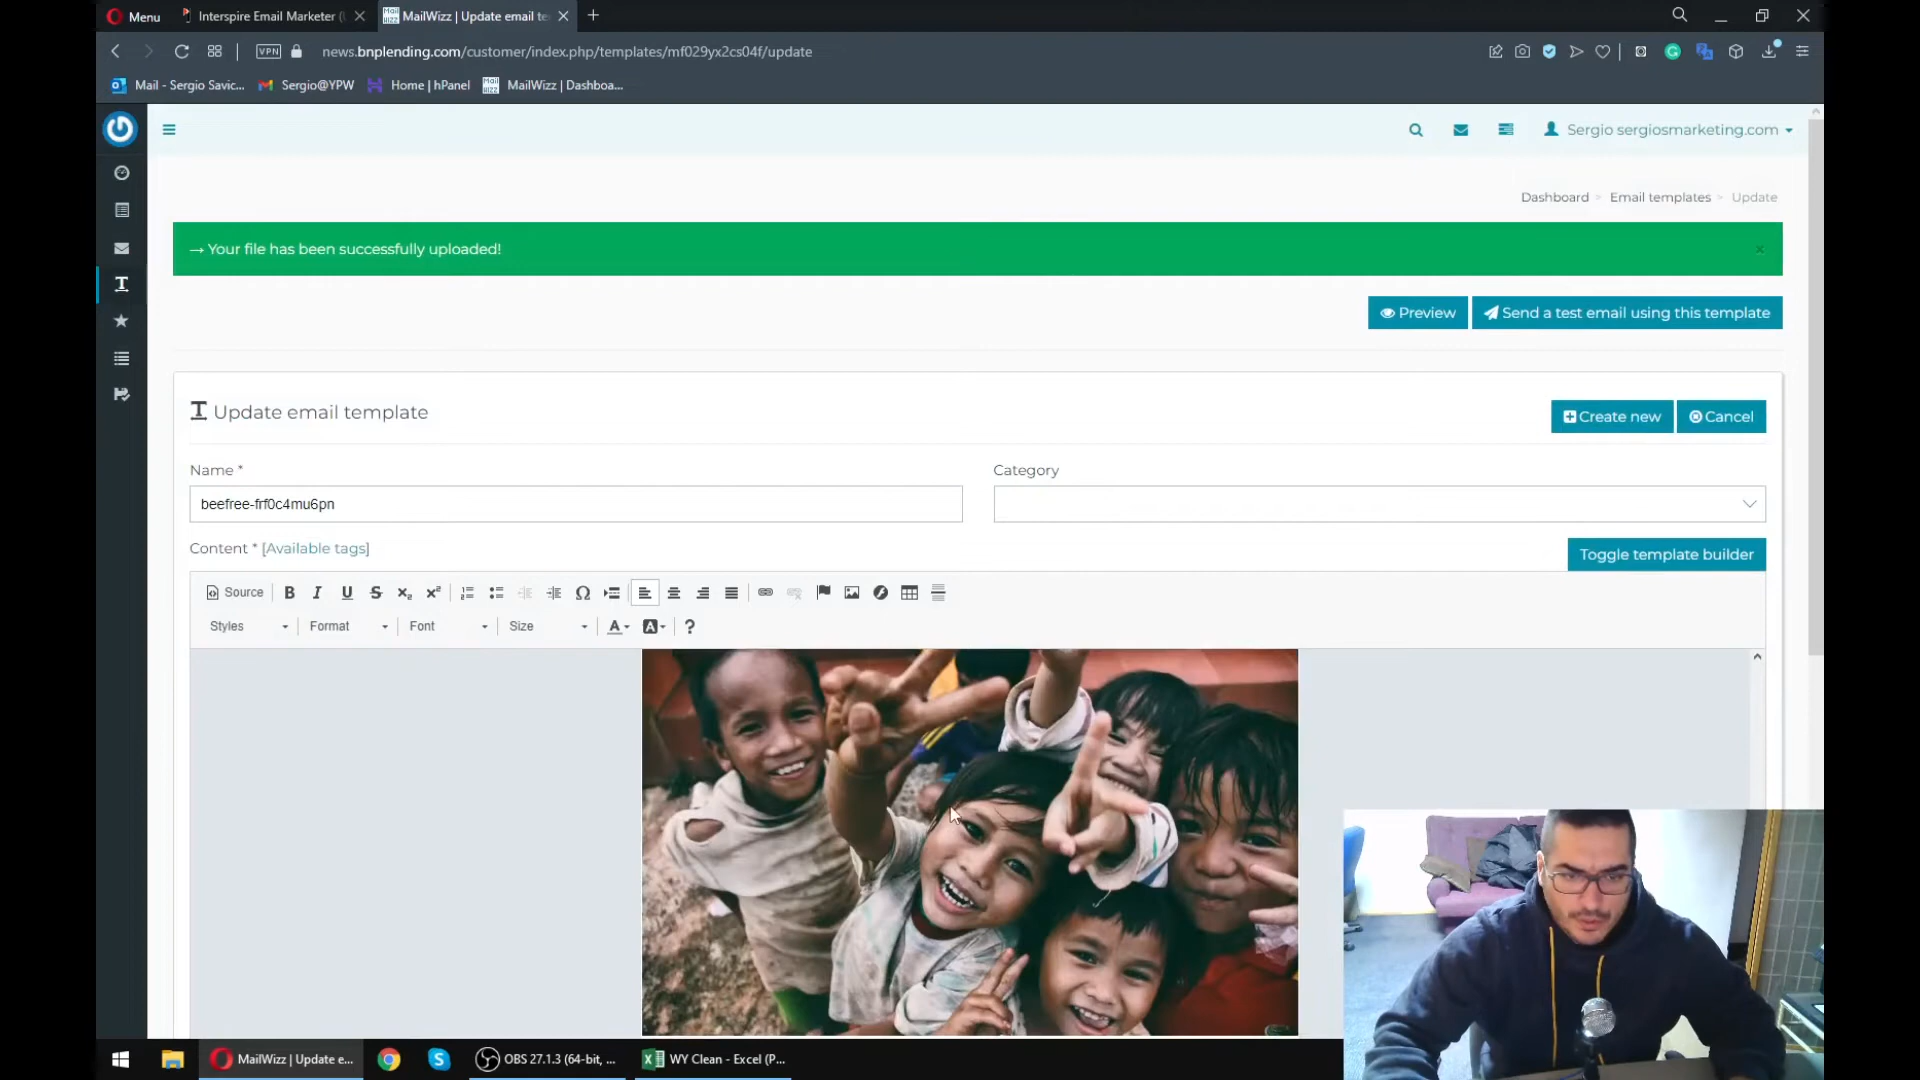 Menu
Interspire Email Marketer (
MailWizz | Update email te
VPN
news.bnplending.com/customer/index.php/templates/mf029yx2cs04f/update
Mail - Sergio Savic...
Sergio@YPW
Home | hPanel
Mail
WIZZ
MailWizz | Dashboa...
Sergio sergiosmarketing.com
Dashboard > Email templates > Update
→ Your file has been successfully uploaded!
×
Preview
Send a test email using this template
Update email template
Create new
Cancel
Name *
Category
beefree-frf0c4mu6pn
Content * [Available tags]
Toggle template builder
Source
Styles
Format
Font
Size
MailWizz | Update e...
OBS 27.1.3 (64-bit, ...
WY Clean - Excel (P...